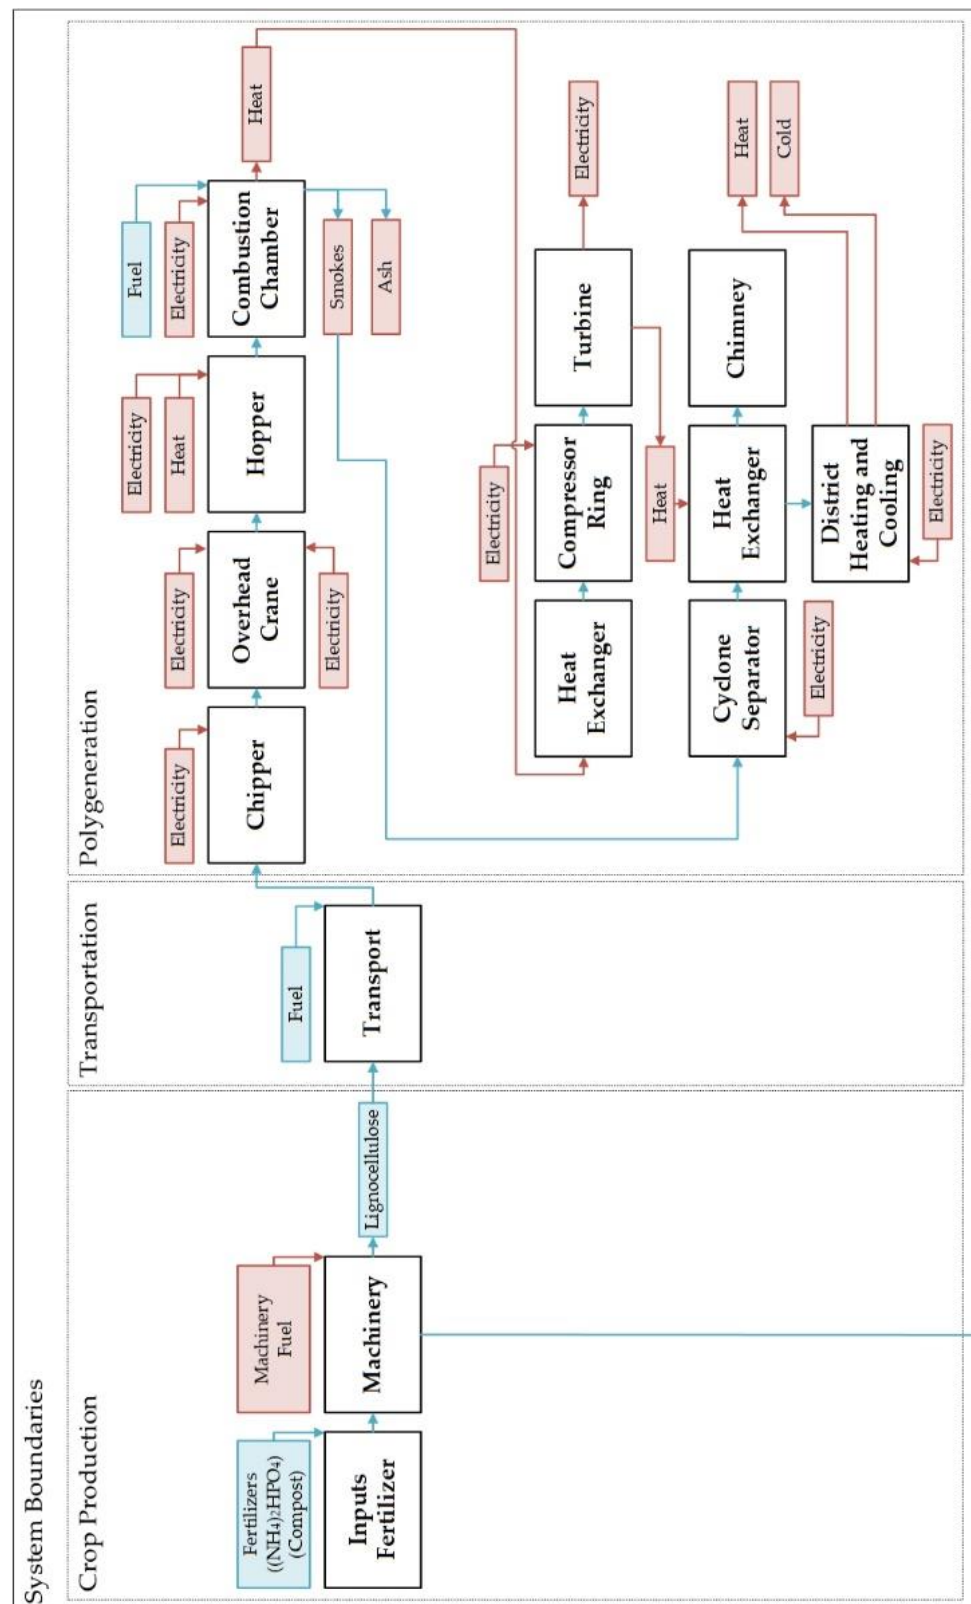 System Boundaries
Crop Production
Fertilizers
((NH₄)₂HPO₄)
(Compost)
Inputs
Fertilizer
Machinery
Fuel
Machinery
Lignocellulose
Transportation
Fuel
Transport
Polygeneration
Electricity
Chipper
Electricity
Overhead
Crane
Electricity
Electricity
Heat
Hopper
Fuel
Electricity
Combustion
Chamber
Smokes
Ash
Heat
Heat
Exchanger
Electricity
Compressor
Ring
Turbine
Electricity
Heat
Cyclone
Separator
Electricity
Heat
Exchanger
Chimney
District
Heating and
Cooling
Electricity
Heat
Cold